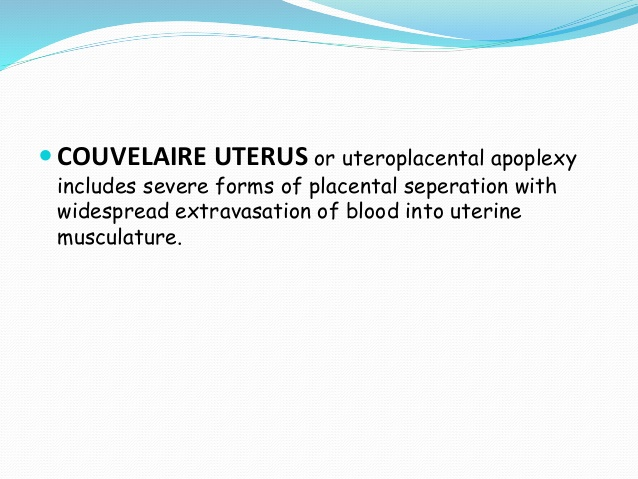 • COUVELAIRE UTERUS or uteroplacental apoplexy
includes severe forms of placental seperation with
widespread extravasation of blood into uterine
musculature.